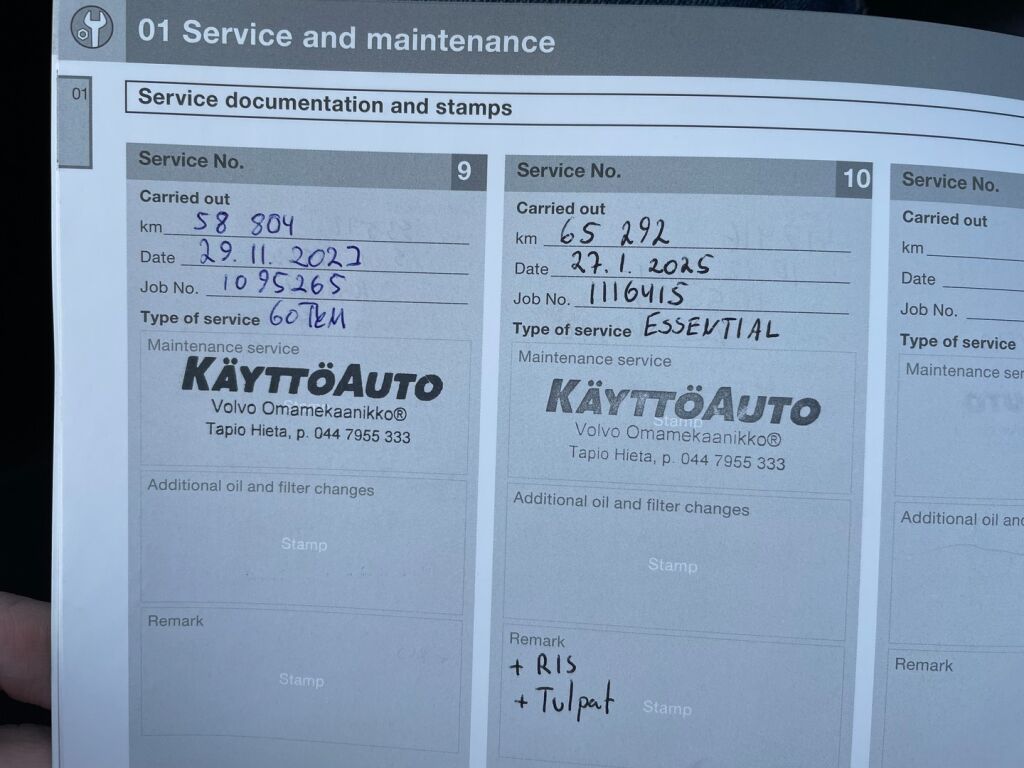 01 Service and maintenance
01
Service documentation and stamps
Service No. 9
Carried out
km 58 804
Date 29.11.2023
Job No. 1095265
Type of service 60TKM
Maintenance service
KÄYTTÖAUTO
Volvo Omamekaanikko®
Tapio Hieta, p. 044 7955 333
Additional oil and filter changes
Stamp
Remark
Stamp
Service No. 10
Carried out
km 65 292
Date 27.1.2025
Job No. 1116415
Type of service ESSENTIAL
Maintenance service
KÄYTTÖAUTO
Stamp
Volvo Omamekaanikko®
Tapio Hieta, p. 044 7955 333
Additional oil and filter changes
Stamp
Remark
+ RIS
+ Tulpat
Stamp
Service No.
Carried out
km
Date
Job No.
Type of service
Maintenance ser
Additional oil an
Remark